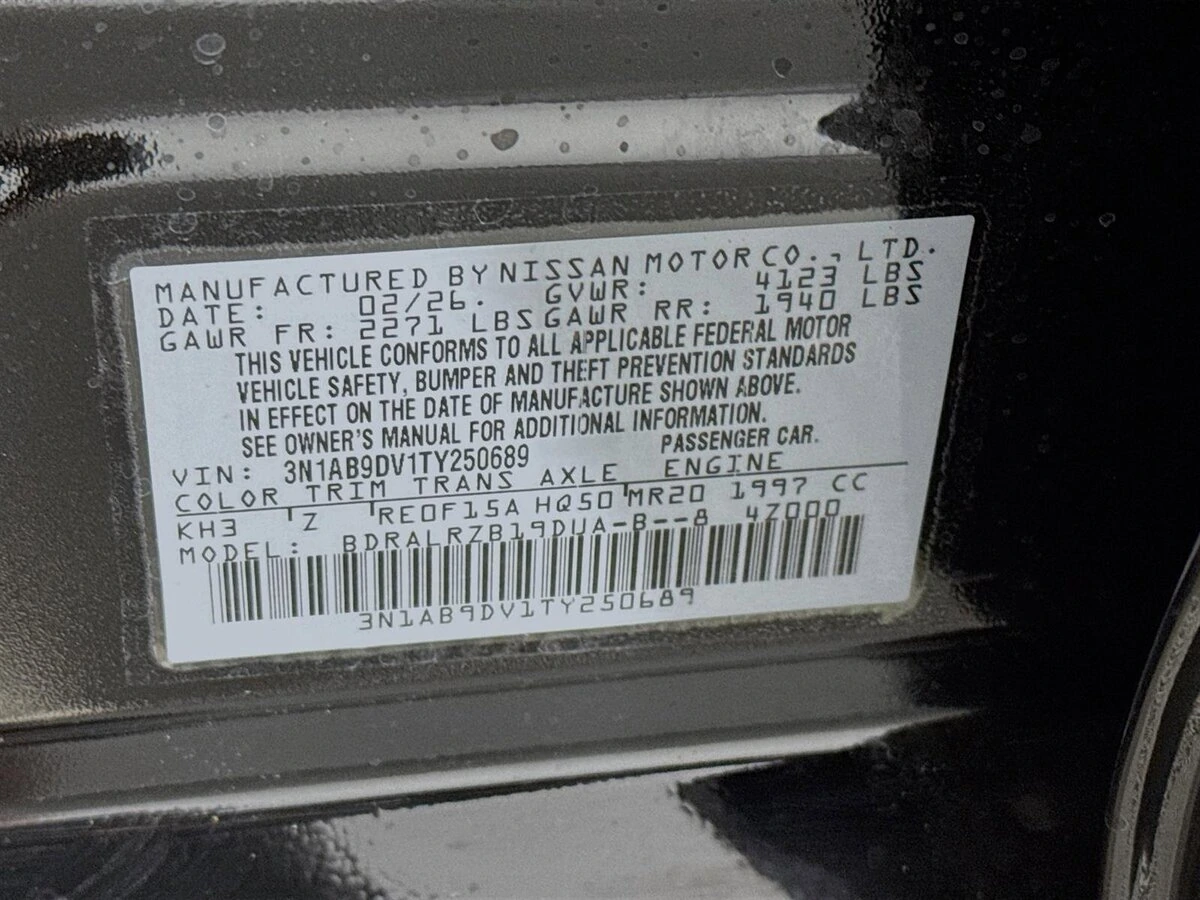 MANUFACTURED BY NISSAN MOTOR CO., LTD.
DATE: 02/26. GVWR: 4123 LBS
GAWR FR: 2271 LBS GAWR RR: 1940 LBS
THIS VEHICLE CONFORMS TO ALL APPLICABLE FEDERAL MOTOR
VEHICLE SAFETY, BUMPER AND THEFT PREVENTION STANDARDS
IN EFFECT ON THE DATE OF MANUFACTURE SHOWN ABOVE.
SEE OWNER'S MANUAL FOR ADDITIONAL INFORMATION.
VIN: 3N1AB9DV1TY250689 PASSENGER CAR.
COLOR TRIM TRANS AXLE ENGINE
KH3 Z RE0F15A HQ50 MR20 1997 CC
MODEL: BDRALRZB19DUA-B--8 4Z000
3N1AB9DV1TY250689